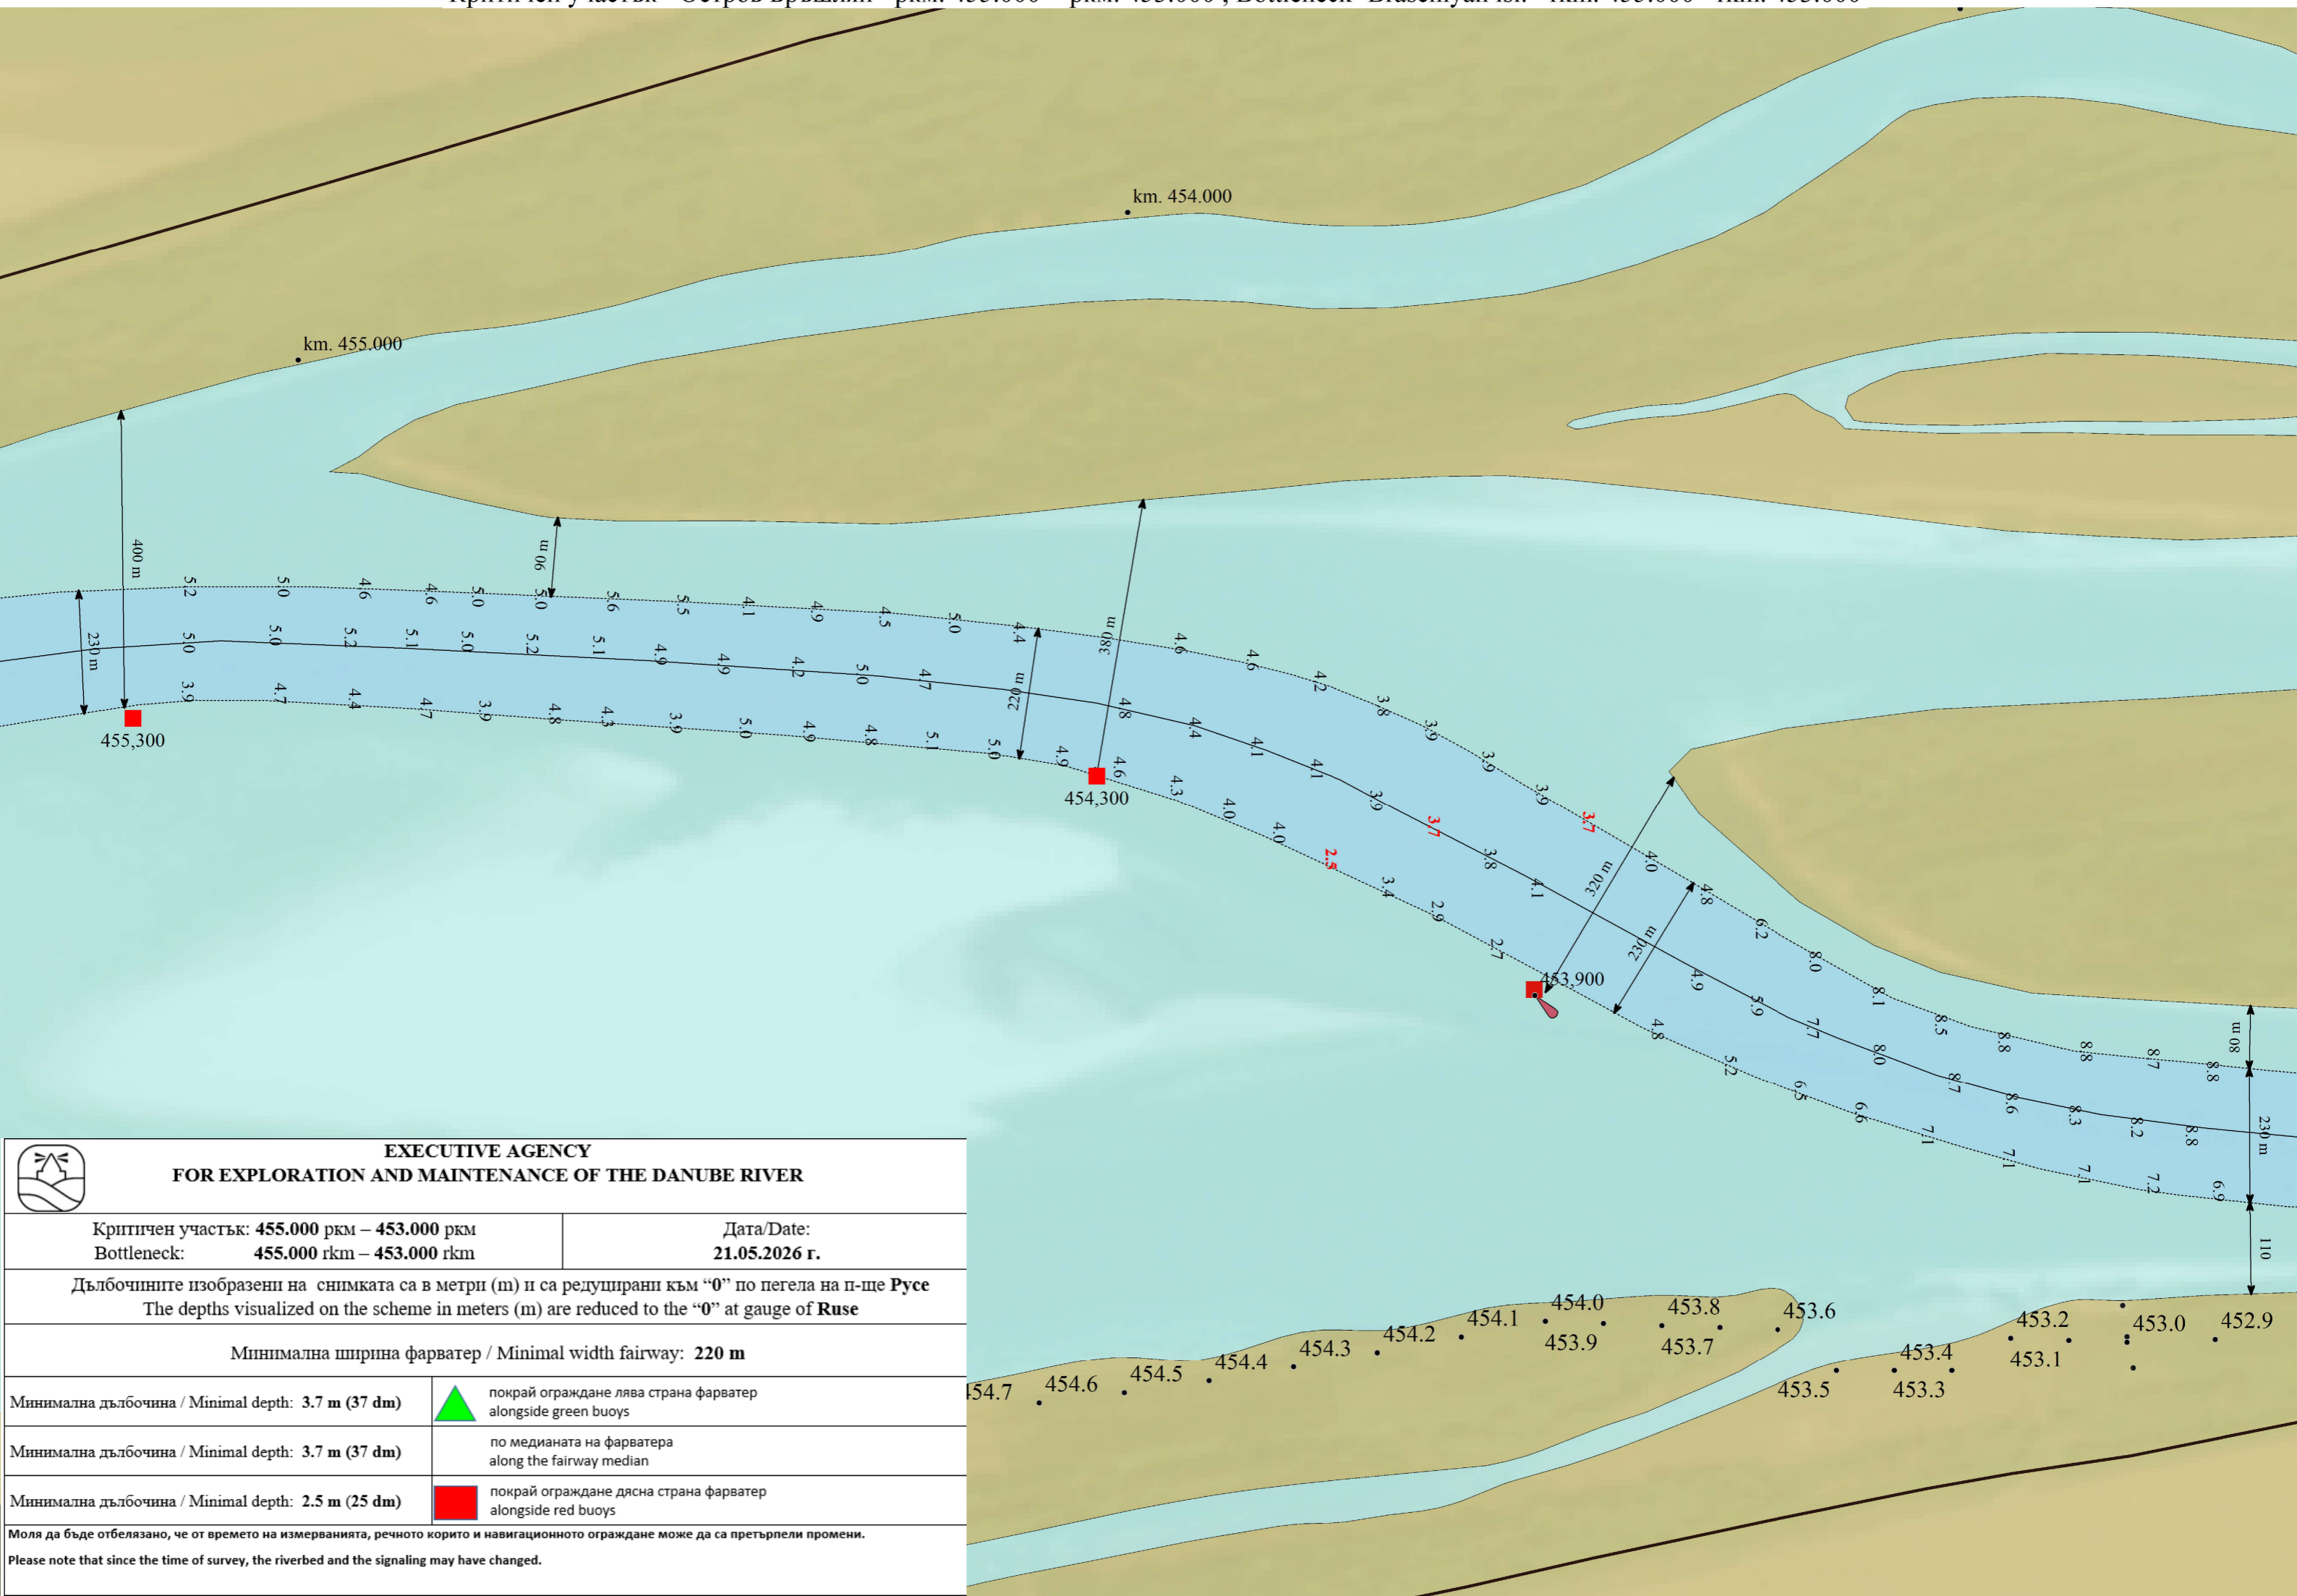 km. 454.000
km. 455.000
400 m
90 m
380 m
230 m
220 m
5.2 5.0 4.6 4.6 5.0 5.0 5.6 5.5 4.1 4.9 4.5 5.0 4.4 4.6 4.6 4.2 3.8 3.9 3.9 3.9 3.7 4.0 4.8 6.2 8.0 8.1 8.5 8.8 8.8 8.7 8.8
5.0 5.0 5.2 5.1 5.0 5.2 5.1 4.9 4.9 4.2 5.0 4.7 4.8 4.4 4.1 4.1 3.9 3.7 3.8 4.1 4.9 5.9 7.7 8.0 8.7 8.6 8.3 8.2 8.8
3.9 4.7 4.4 4.7 3.9 4.8 4.3 3.9 5.0 4.9 4.8 5.1 5.0 4.9 4.6 4.3 4.0 4.0 2.5 3.4 2.9 2.7 4.8 5.2 6.5 6.6 7.1 7.1 7.1 7.2 6.9
455,300
454,300
453,900
320 m
230 m
80 m
230 m
110
EXECUTIVE AGENCY
FOR EXPLORATION AND MAINTENANCE OF THE DANUBE RIVER
Критичен участък: 455.000 ркм – 453.000 ркм
Bottleneck: 455.000 rkm – 453.000 rkm
Дата/Date:
21.05.2026 г.
Дълбочините изобразени на снимката са в метри (m) и са редуцирани към “0” по пегела на п-ще Русе
The depths visualized on the scheme in meters (m) are reduced to the “0” at gauge of Ruse
Минимална ширина фарватер / Minimal width fairway: 220 m
Минимална дълбочина / Minimal depth: 3.7 m (37 dm)
покрай ограждане лява страна фарватер
alongside green buoys
Минимална дълбочина / Minimal depth: 3.7 m (37 dm)
по медианата на фарватера
along the fairway median
Минимална дълбочина / Minimal depth: 2.5 m (25 dm)
покрай ограждане дясна страна фарватер
alongside red buoys
Моля да бъде отбелязано, че от времето на измерванията, речното корито и навигационното ограждане може да са претърпели промени.
Please note that since the time of survey, the riverbed and the signaling may have changed.
454.7 454.6 454.5 454.4 454.3 454.2 454.1 454.0 453.9 453.8 453.7 453.6
453.5 453.4 453.3 453.2 453.1 453.0 452.9